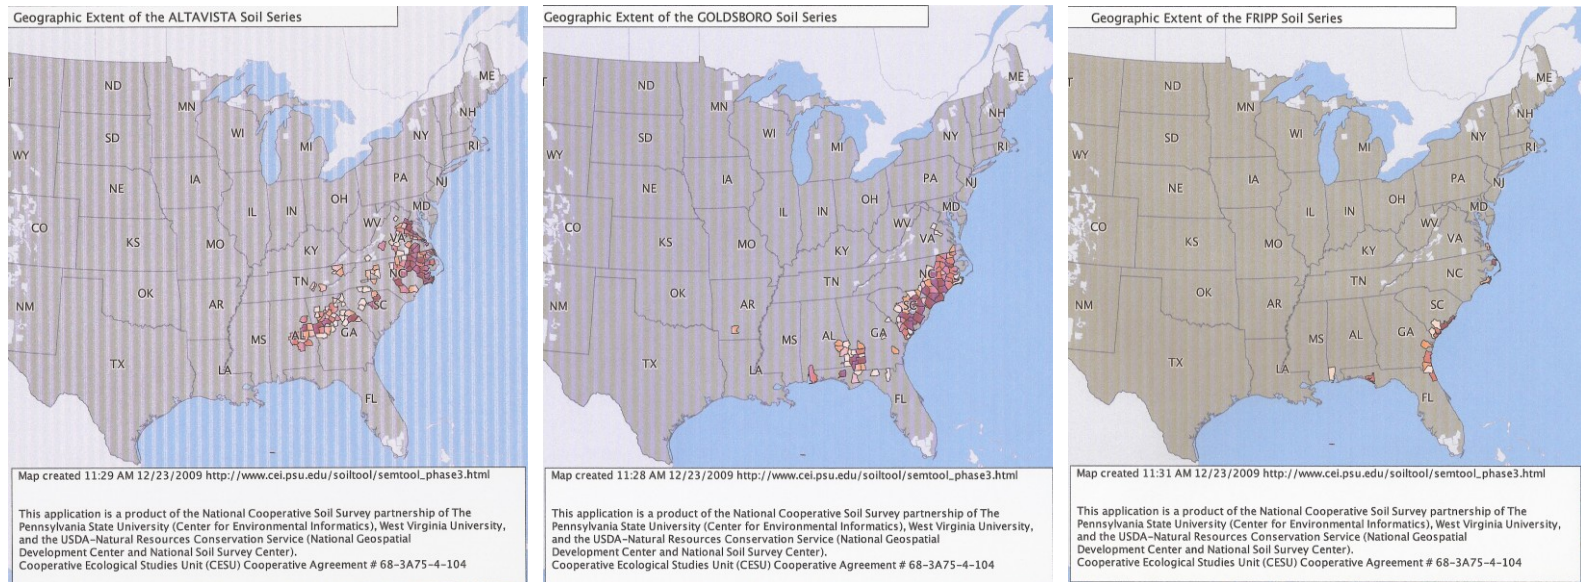 Geographic Extent of the ALTAVISTA Soil Series
ND
MN
ME
SD
WI
NH
MI
NY
RI
WY
NE
IA
PA
NJ
IL
IN
OH
MD
CO
KS
MO
WV
VA
KY
OK
TN
NC
NM
AR
SC
MS
AL
GA
TX
LA
FL
Map created 11:29 AM 12/23/2009 http://www.cei.psu.edu/soiltool/semtool_phase3.html
This application is a product of the National Cooperative Soil Survey partnership of The
Pennsylvania State University (Center for Environmental Informatics), West Virginia University,
and the USDA-Natural Resources Conservation Service (National Geospatial
Development Center and National Soil Survey Center).
Cooperative Ecological Studies Unit (CESU) Cooperative Agreement # 68-3A75-4-104
Geographic Extent of the GOLDSBORO Soil Series
ND
MN
ME
SD
WI
NH
MI
NY
RI
WY
NE
IA
PA
NJ
IL
IN
OH
MD
CO
KS
MO
WV
VA
KY
OK
TN
NC
NM
AR
SC
MS
AL
GA
TX
LA
FL
Map created 11:28 AM 12/23/2009 http://www.cei.psu.edu/soiltool/semtool_phase3.html
This application is a product of the National Cooperative Soil Survey partnership of The
Pennsylvania State University (Center for Environmental Informatics), West Virginia University,
and the USDA-Natural Resources Conservation Service (National Geospatial
Development Center and National Soil Survey Center).
Cooperative Ecological Studies Unit (CESU) Cooperative Agreement # 68-3A75-4-104
Geographic Extent of the FRIPP Soil Series
ND
MN
ME
SD
WI
NH
MI
NY
RI
WY
NE
IA
PA
NJ
IL
IN
OH
MD
CO
KS
MO
WV
VA
KY
OK
TN
NC
NM
AR
SC
MS
AL
GA
TX
LA
FL
Map created 11:31 AM 12/23/2009 http://www.cei.psu.edu/soiltool/semtool_phase3.html
This application is a product of the National Cooperative Soil Survey partnership of The
Pennsylvania State University (Center for Environmental Informatics), West Virginia University,
and the USDA-Natural Resources Conservation Service (National Geospatial
Development Center and National Soil Survey Center).
Cooperative Ecological Studies Unit (CESU) Cooperative Agreement # 68-3A75-4-104